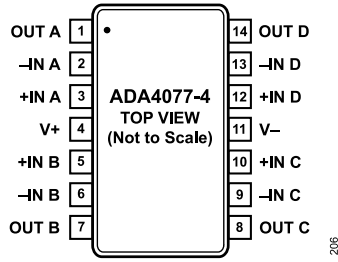 OUT A 1 14 OUT D
–IN A 2 13 –IN D
+IN A 3 ADA4077-4 12 +IN D
TOP VIEW
V+ 4 (Not to Scale) 11 V–
+IN B 5 10 +IN C
–IN B 6 9 –IN C
OUT B 7 8 OUT C
206